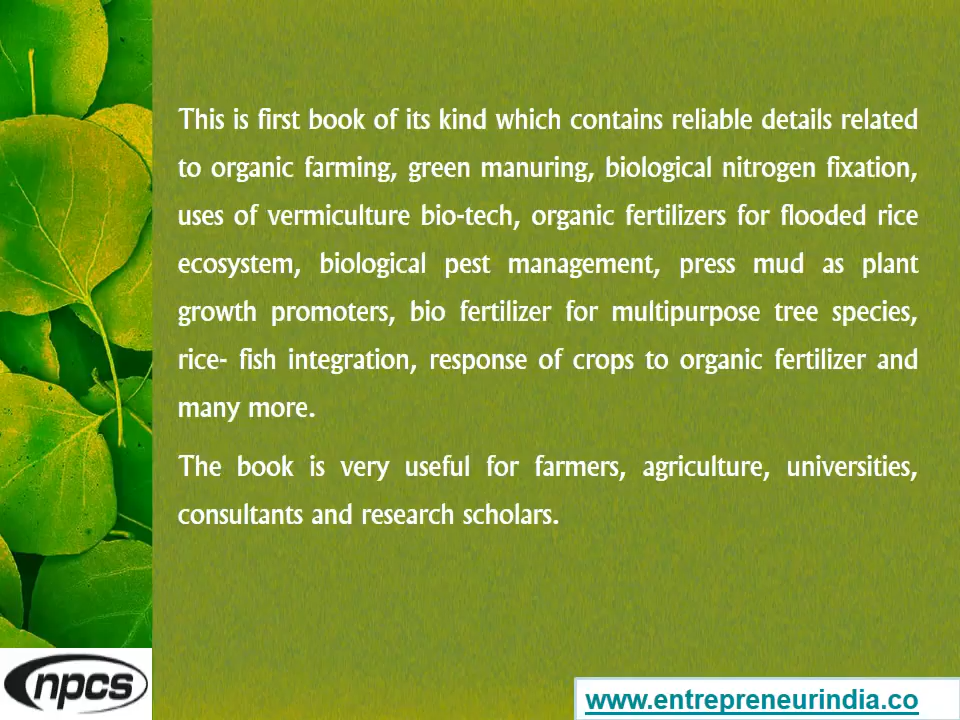 This is first book of its kind which contains reliable details related
to organic farming, green manuring, biological nitrogen fixation,
uses of vermiculture bio-tech, organic fertilizers for flooded rice
ecosystem, biological pest management, press mud as plant
growth promoters, bio fertilizer for multipurpose tree species,
rice- fish integration, response of crops to organic fertilizer and
many more.
The book is very useful for farmers, agriculture, universities,
consultants and research scholars.
npcs
www.entrepreneurindia.co